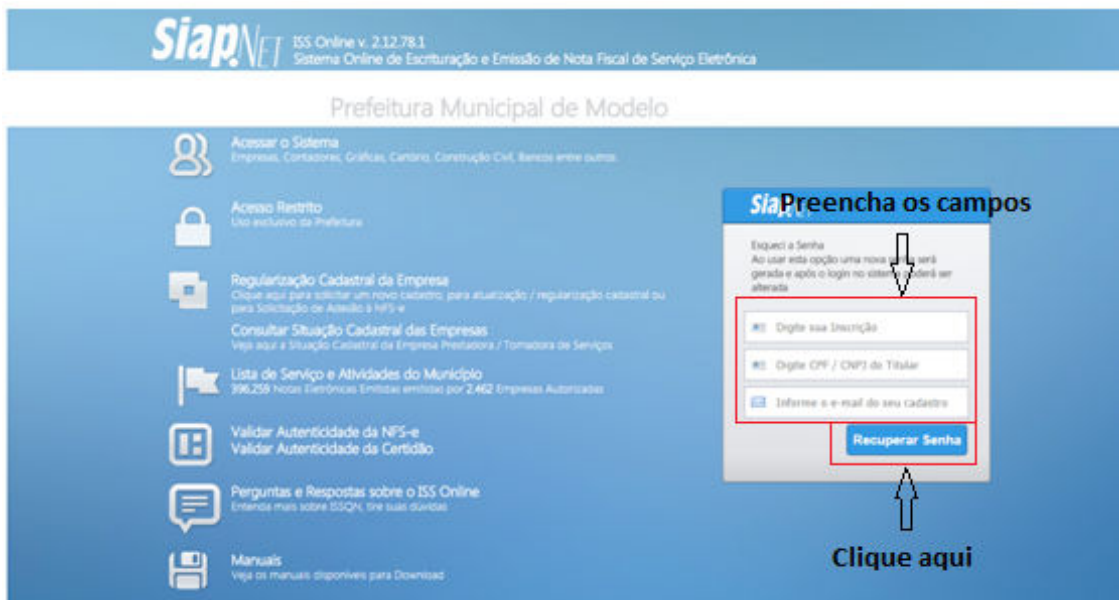 SiapNET ISS Online v. 2.12.78.1
Sistema Online de Escrituração e Emissão de Nota Fiscal de Serviço Eletrônica
Prefeitura Municipal de Modelo
Acessar o Sistema
Empresas, Contadores, Gráficas, Cartório, Construção Civil, Bancos entre outros.
Acesso Restrito
Uso exclusivo da Prefeitura
Regularização Cadastral da Empresa
Clique aqui para solicitar um novo cadastro, para atualização / regularização cadastral ou
para Solicitação de Adesão à NFS-e
Consultar Situação Cadastral das Empresas
Veja aqui a Situação Cadastral da Empresa Prestadora / Tomadora de Serviços
Lista de Serviço e Atividades do Município
396,259 Notas Eletrônicas Emitidas emitidas por 2,462 Empresas Autorizadas
Validar Autenticidade da NFS-e
Validar Autenticidade da Certidão
Perguntas e Respostas sobre o ISS Online
Entenda mais sobre ISSQN, tire suas dúvidas
Manuais
Veja os manuais disponíveis para Download
Preencha os campos
Esqueci a Senha
Ao usar esta opção uma nova senha será
gerada e após o login no sistema poderá ser
alterada
Digite sua Inscrição
Digite CPF / CNPJ do Titular
Informe o e-mail do seu cadastro
Recuperar Senha
Clique aqui